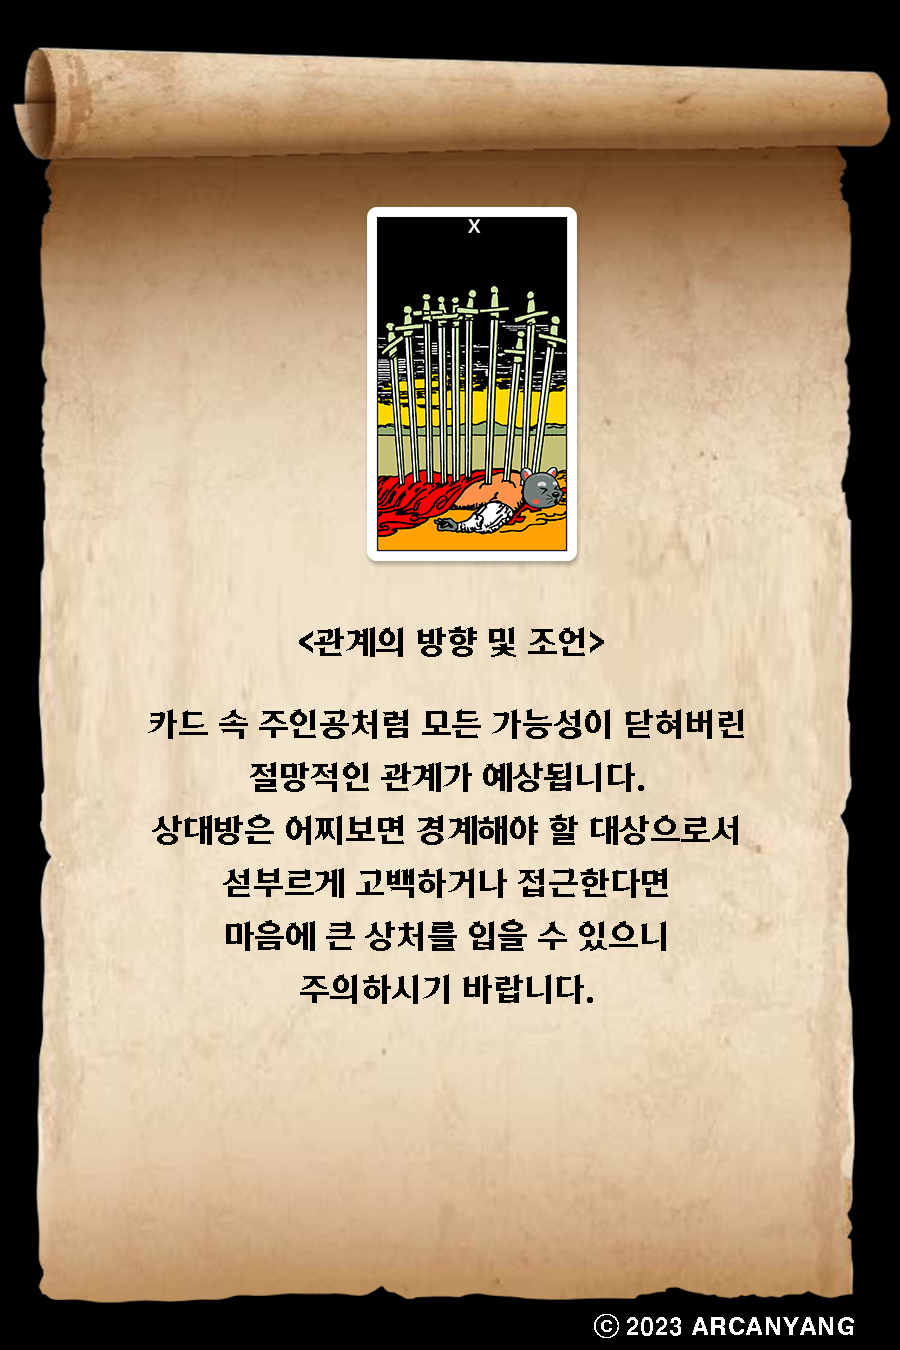 X
<관계의 방향 및 조언>
카드 속 주인공처럼 모든 가능성이 닫혀버린
절망적인 관계가 예상됩니다.
상대방은 어찌보면 경계해야 할 대상으로서
섣부르게 고백하거나 접근한다면
마음에 큰 상처를 입을 수 있으니
주의하시기 바랍니다.
ⓒ 2023 ARCANYANG